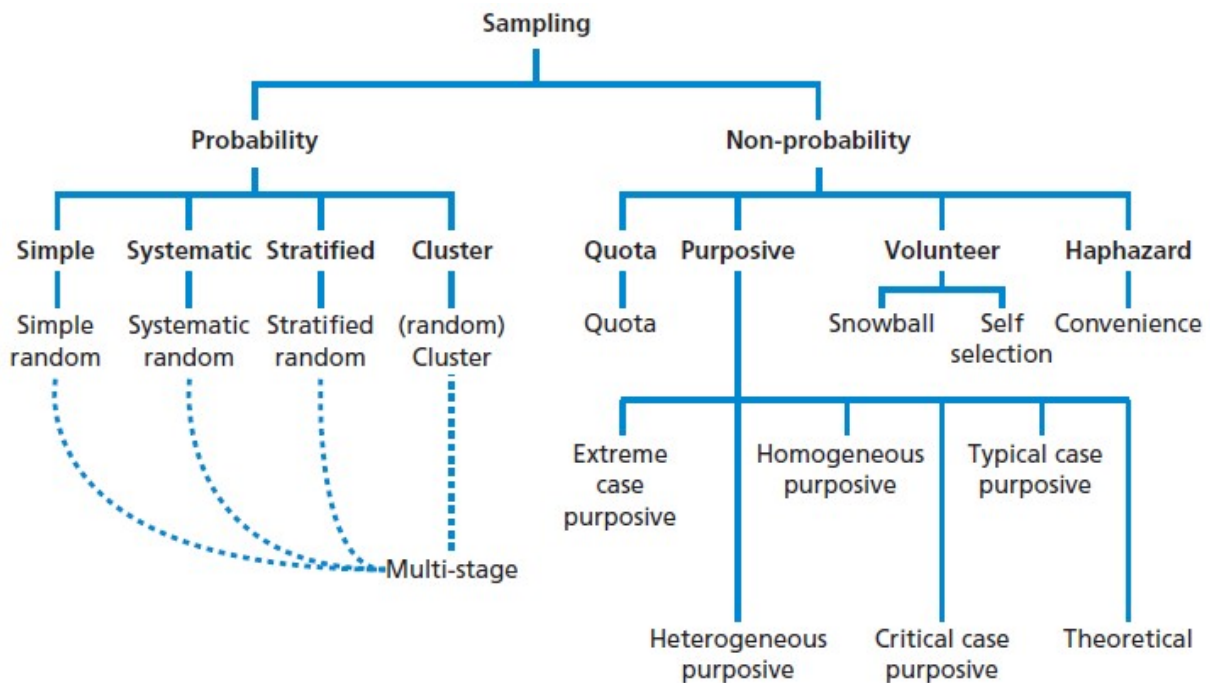 Sampling
Probability
Non-probability
Simple
Systematic
Stratified
Cluster
Quota
Purposive
Volunteer
Haphazard
Simple
random
Systematic
random
Stratified
random
(random)
Cluster
Quota
Snowball
Self
selection
Convenience
Extreme
case
purposive
Homogeneous
purposive
Typical case
purposive
Multi-stage
Heterogeneous
purposive
Critical case
purposive
Theoretical